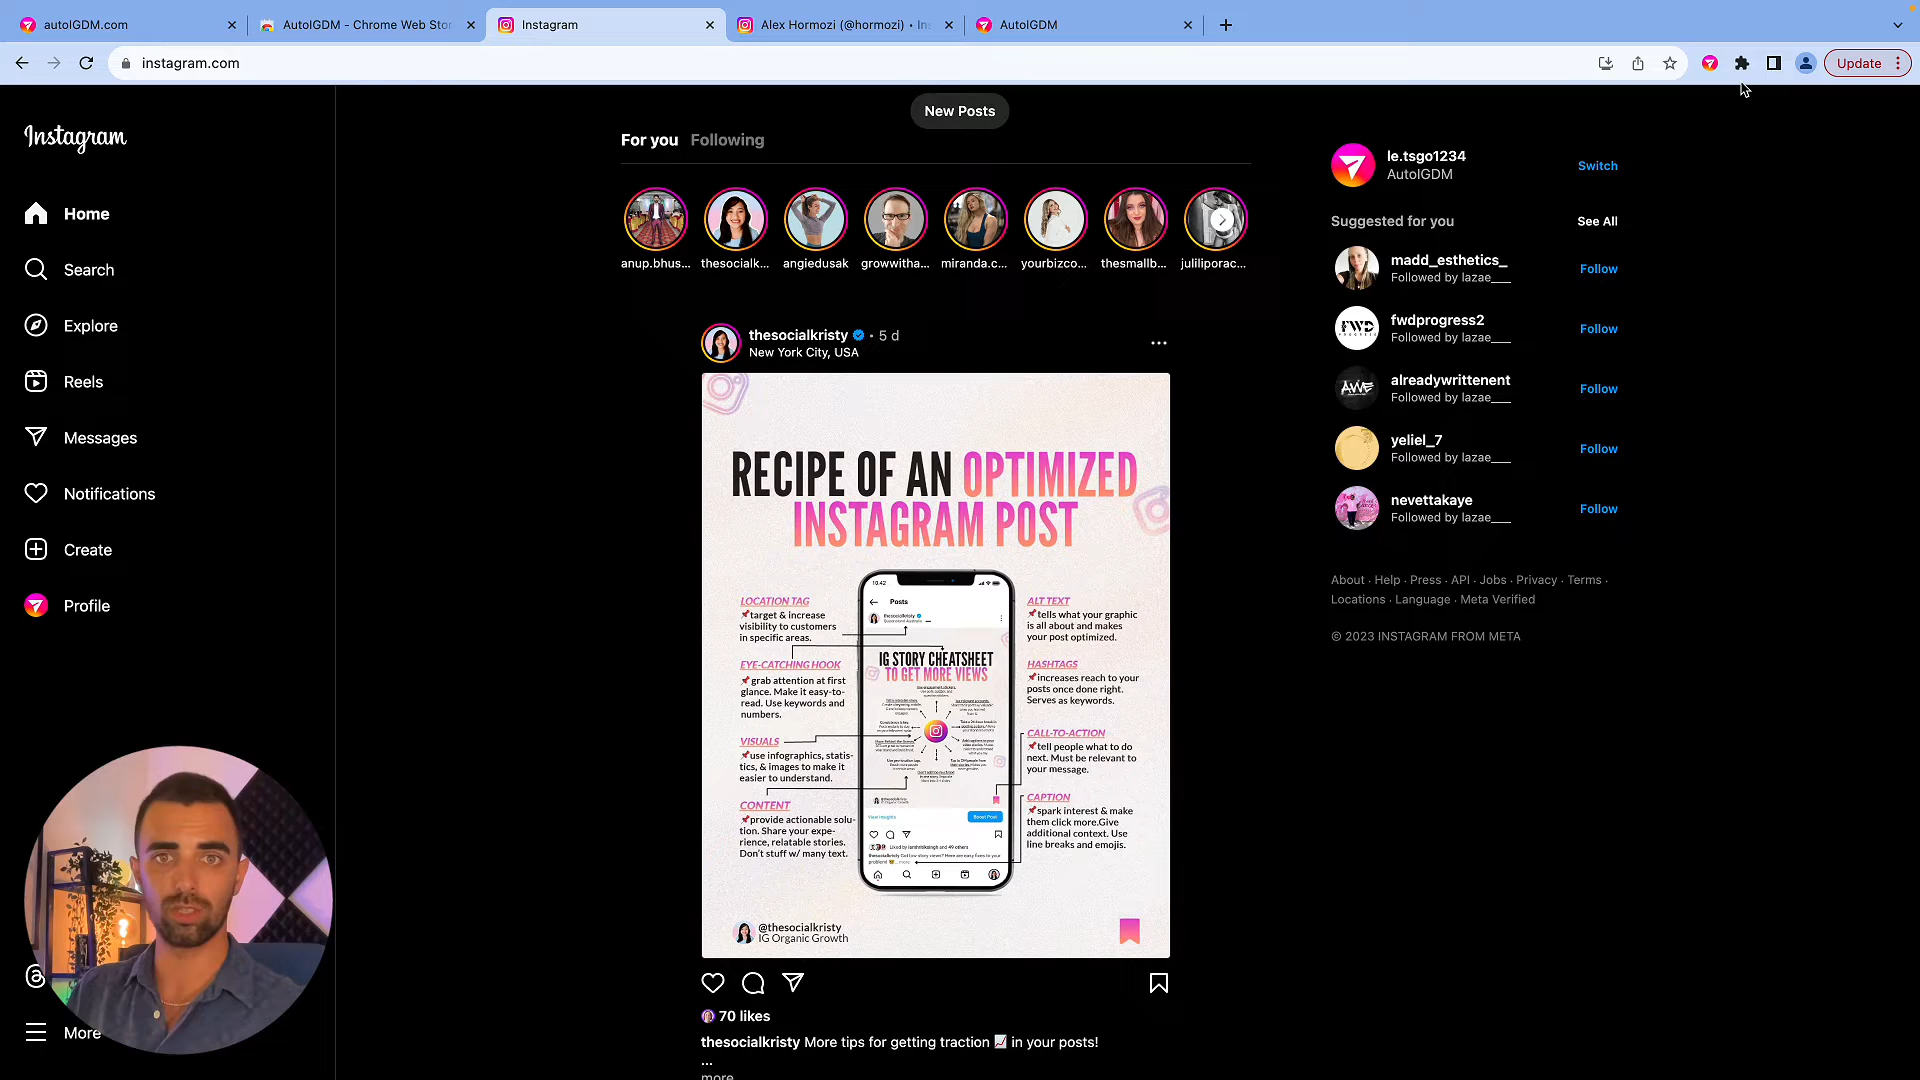 autoIGDM.com
AutoIGDM - Chrome Web Sto
Instagram
Alex Hormozi (@hormozi) • Ins
AutoIGDM
instagram.com
Update
New Posts
For you Following
anup.bhus...
thesocialk...
angiedusak
growwitha...
miranda.c...
yourbizco...
thesmallb...
juliliporac...
Instagram
Home
Search
Explore
Reels
Messages
Notifications
Create
Profile
More
thesocialkristy • 5 d
New York City, USA
RECIPE OF AN OPTIMIZED
INSTAGRAM POST
LOCATION TAG
📌target & increase
visibility to customers
in specific areas.
EYE-CATCHING HOOK
📌grab attention at first
glance. Make it easy-to-
read. Use keywords and
numbers.
VISUALS
📌use infographics, statis-
tics, & images to make it
easier to understand.
CONTENT
📌provide actionable solu-
tion. Share your expe-
rience, relatable stories.
Don't stuff w/ many text.
10.42
Posts
thesocialkristy
IG STORY CHEATSHEET
TO GET MORE VIEWS
View Insights
Boost Post
ALT TEXT
📌tells what your graphic
is all about and makes
your post optimized.
HASHTAGS
📌increases reach to your
posts once done right.
Serves as keywords.
CALL-TO-ACTION
📌tell people what to do
next. Must be relevant to
your message.
CAPTION
📌spark interest & make
them click more.Give
additional context. Use
line breaks and emojis.
@thesocialkristy
IG Organic Growth
70 likes
thesocialkristy More tips for getting traction 📈 in your posts!
...
more
le.tsgo1234
AutoIGDM
Switch
Suggested for you
See All
madd_esthetics_
Followed by lazae___
Follow
fwdprogress2
Followed by lazae___
Follow
alreadywrittenent
Followed by lazae___
Follow
yeliel_7
Followed by lazae___
Follow
nevettakaye
Followed by lazae___
Follow
About · Help · Press · API · Jobs · Privacy · Terms ·
Locations · Language · Meta Verified
© 2023 INSTAGRAM FROM META